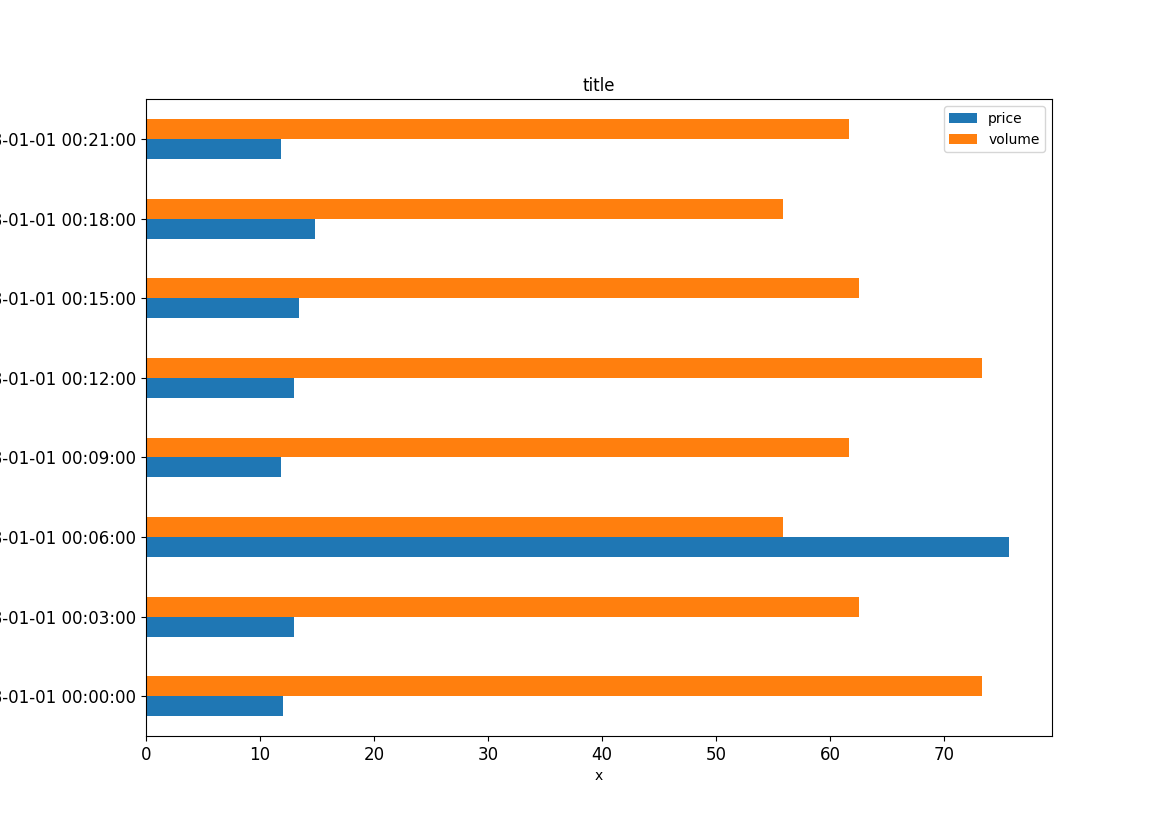 title
price
volume
-01-01 00:21:00
-01-01 00:18:00
-01-01 00:15:00
-01-01 00:12:00
-01-01 00:09:00
-01-01 00:06:00
-01-01 00:03:00
-01-01 00:00:00
0 10 20 30 40 50 60 70
x